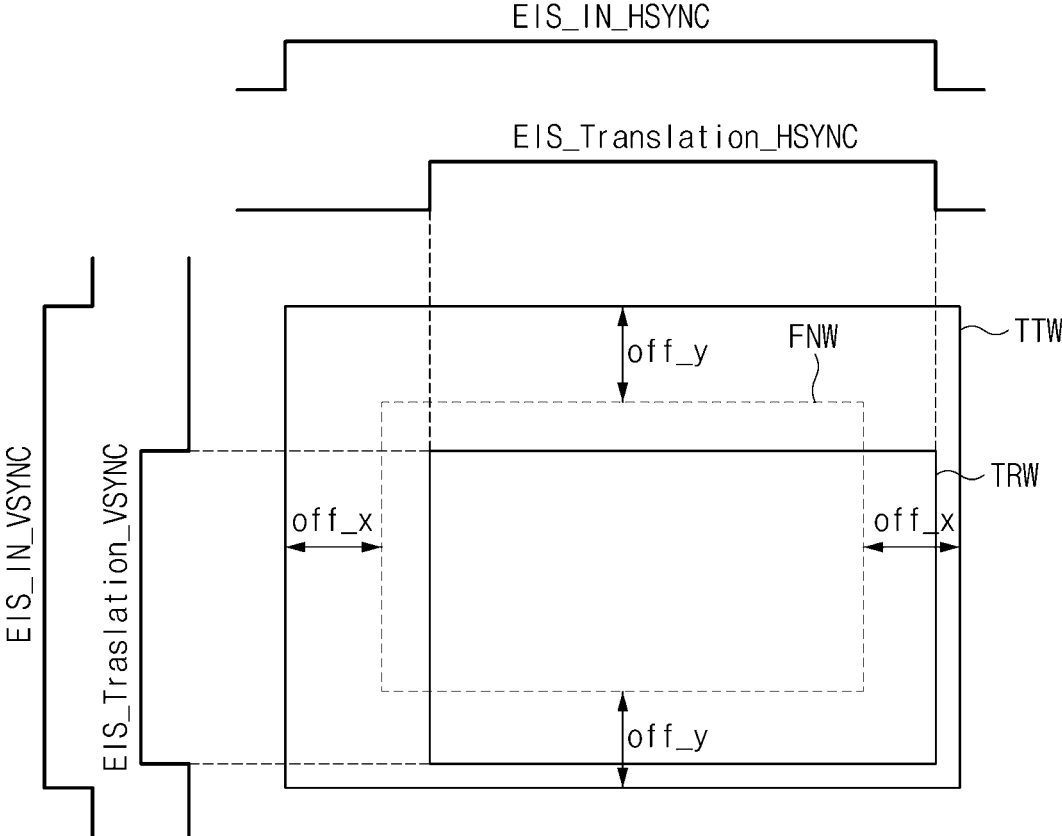 EIS_IN_HSYNC
EIS_Translation_HSYNC
TTW
FNW
off_y
TRW
off_x
off_x
off_y
EIS_IN_VSYNC
EIS_Traslation_VSYNC